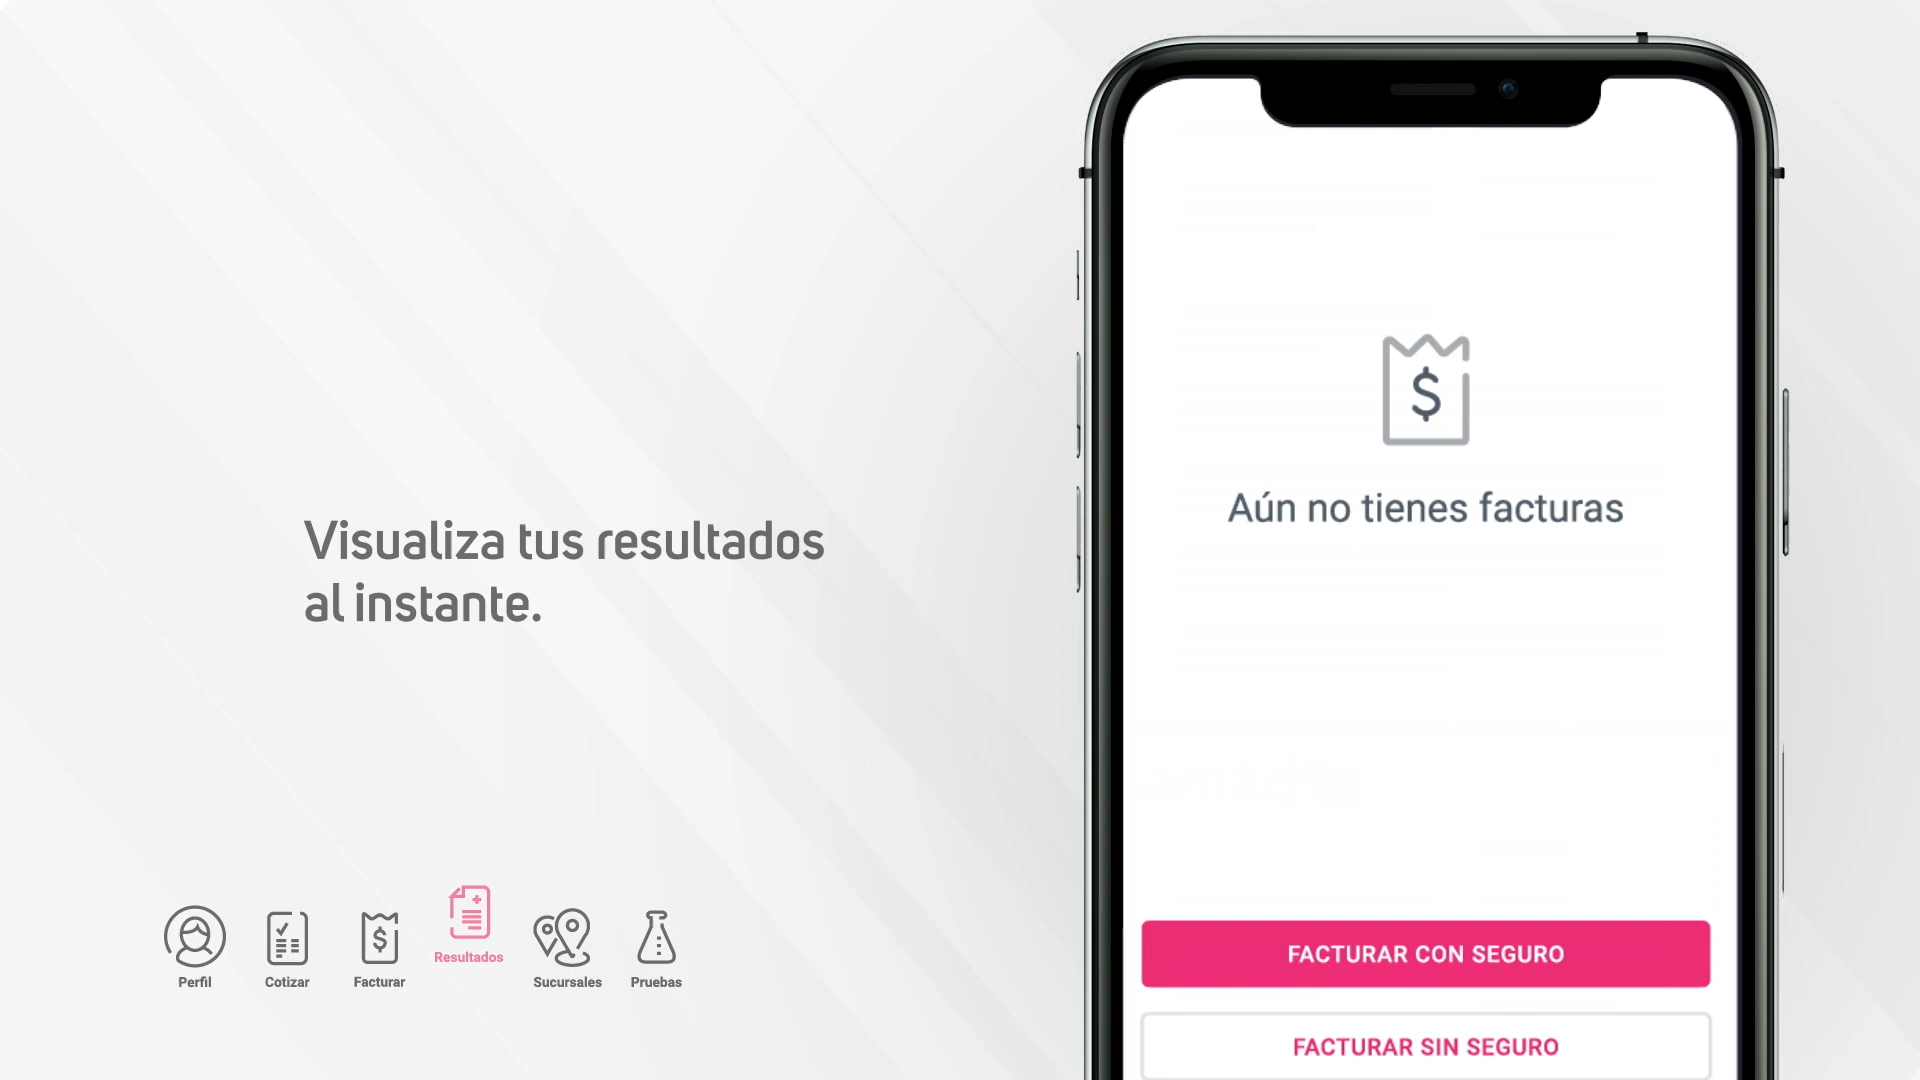 Visualiza tus resultados
al instante.
Perfil
Cotizar
Facturar
Resultados
Sucursales
Pruebas
$
Aún no tienes facturas
FACTURAR CON SEGURO
FACTURAR SIN SEGURO